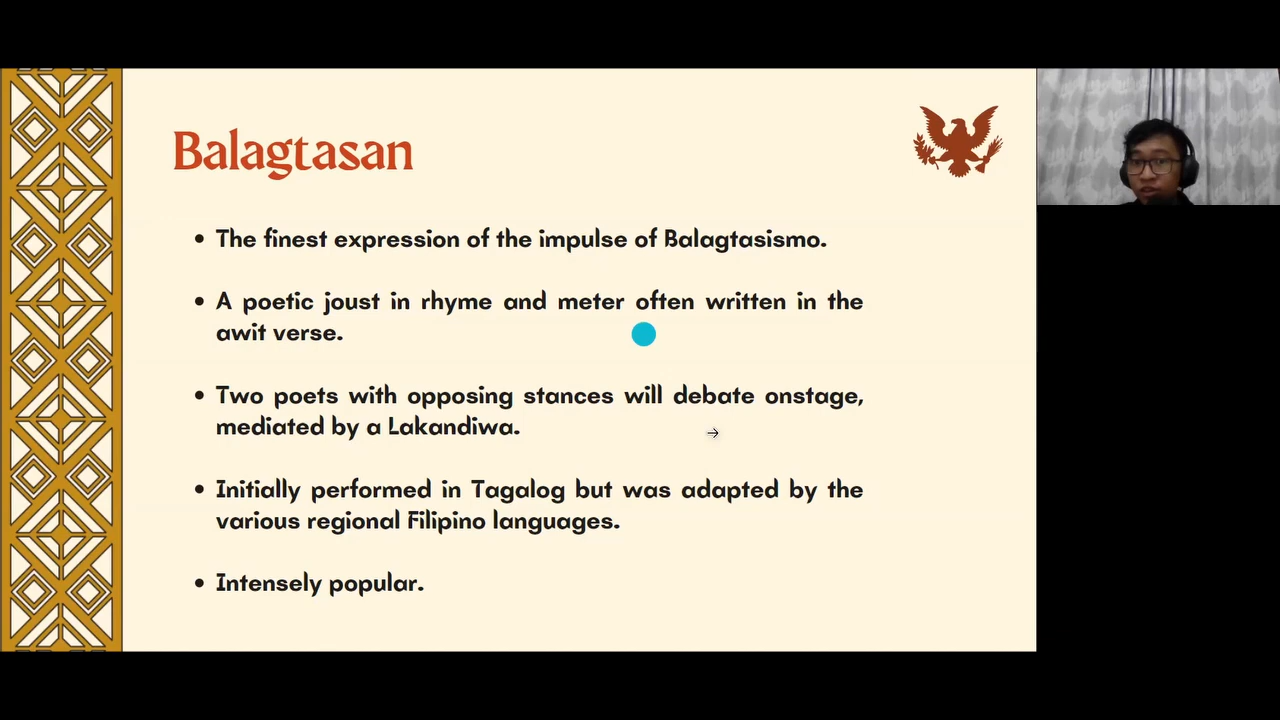 Balagtasan
• The finest expression of the impulse of Balagtasismo.
• A poetic joust in rhyme and meter often written in the
awit verse.
• Two poets with opposing stances will debate onstage,
mediated by a Lakandiwa.
• Initially performed in Tagalog but was adapted by the
various regional Filipino languages.
• Intensely popular.